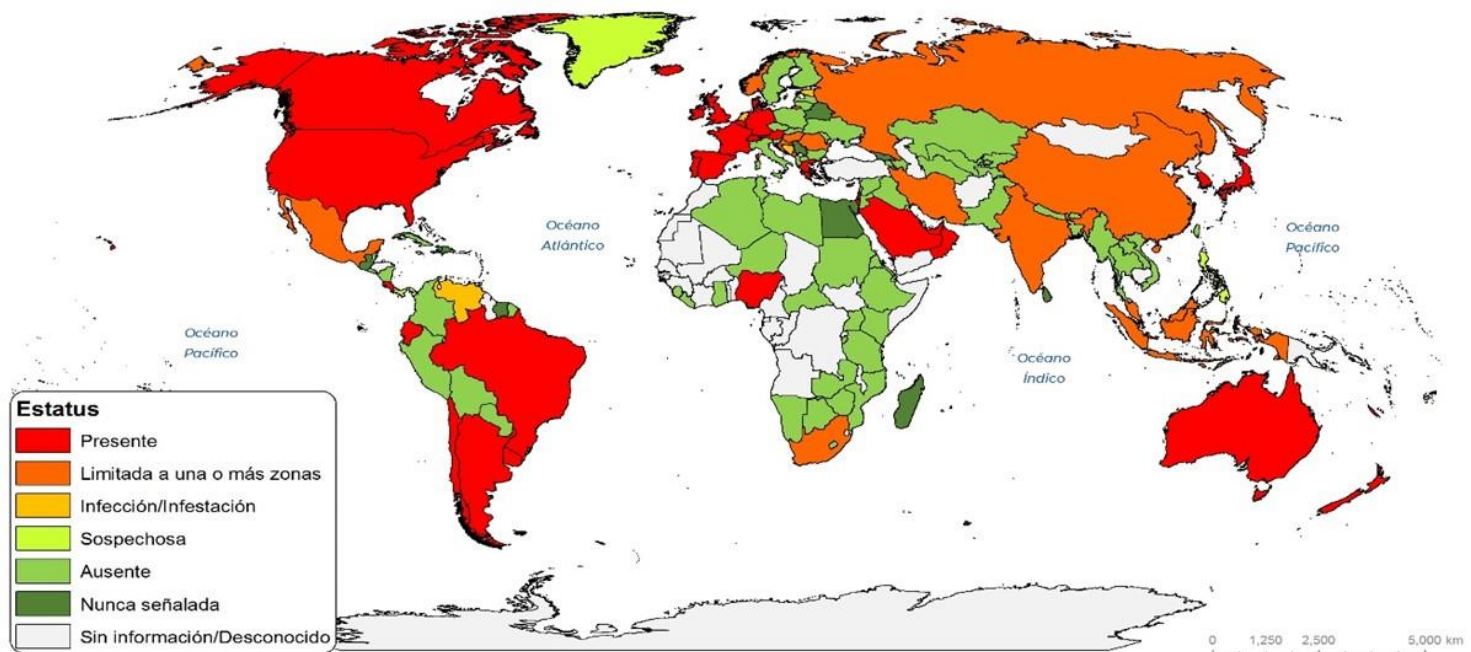 Océano
Atlántico
Océano
Pacífico
Océano
Pacífico
Océano
Índico
Estatus
Presente
Limitada a una o más zonas
Infección/Infestación
Sospechosa
Ausente
Nunca señalada
Sin información/Desconocido
0 1,250 2,500 5,000 km